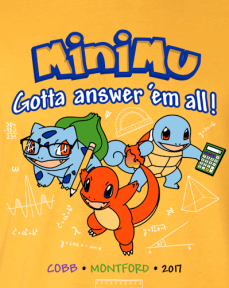 MiniMu
Gotta answer 'em all!
COBB • MONTFORD • 2017